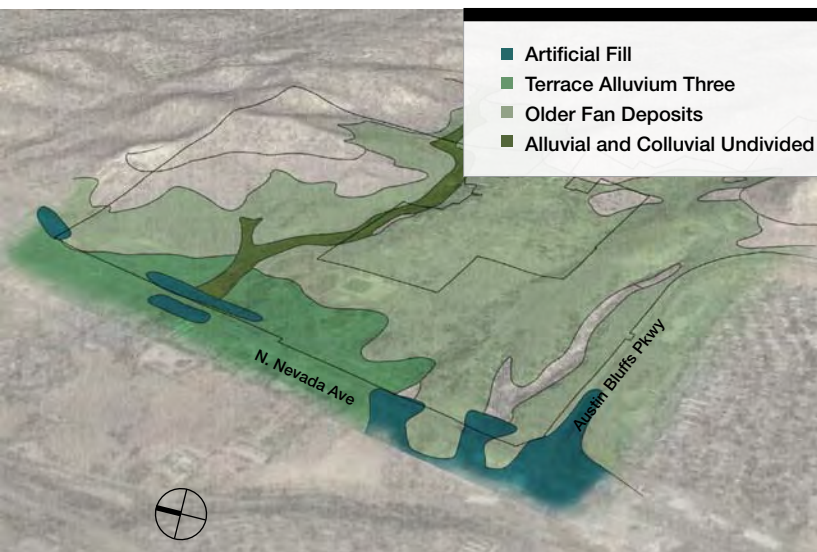 Artificial Fill
Terrace Alluvium Three
Older Fan Deposits
Alluvial and Colluvial Undivided
N. Nevada Ave
Austin Bluffs Pkwy